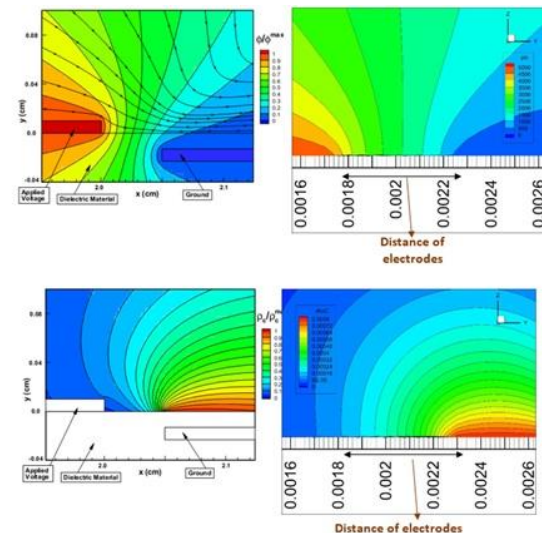 y (cm)
0.08
0.04
0.0
-0.04
2.0
2.1
x (cm)
Applied
Voltage
Dielectric Material
Ground
ϕ/ϕmax
1
0.9
0.8
0.7
0.6
0.5
0.4
0.3
0.2
0.1
0
Z
Y
0.0016
0.0018
0.002
0.0022
0.0024
0.0026
Distance of
electrodes
y (cm)
0.08
0.04
0.0
-0.04
2.0
2.1
x (cm)
Applied
Voltage
Dielectric Material
Ground
1
0.9
0.8
0.7
0.6
0.5
0.4
0.3
0.2
0.1
0
Z
Y
0.0016
0.0018
0.002
0.0022
0.0024
0.0026
Distance of electrodes